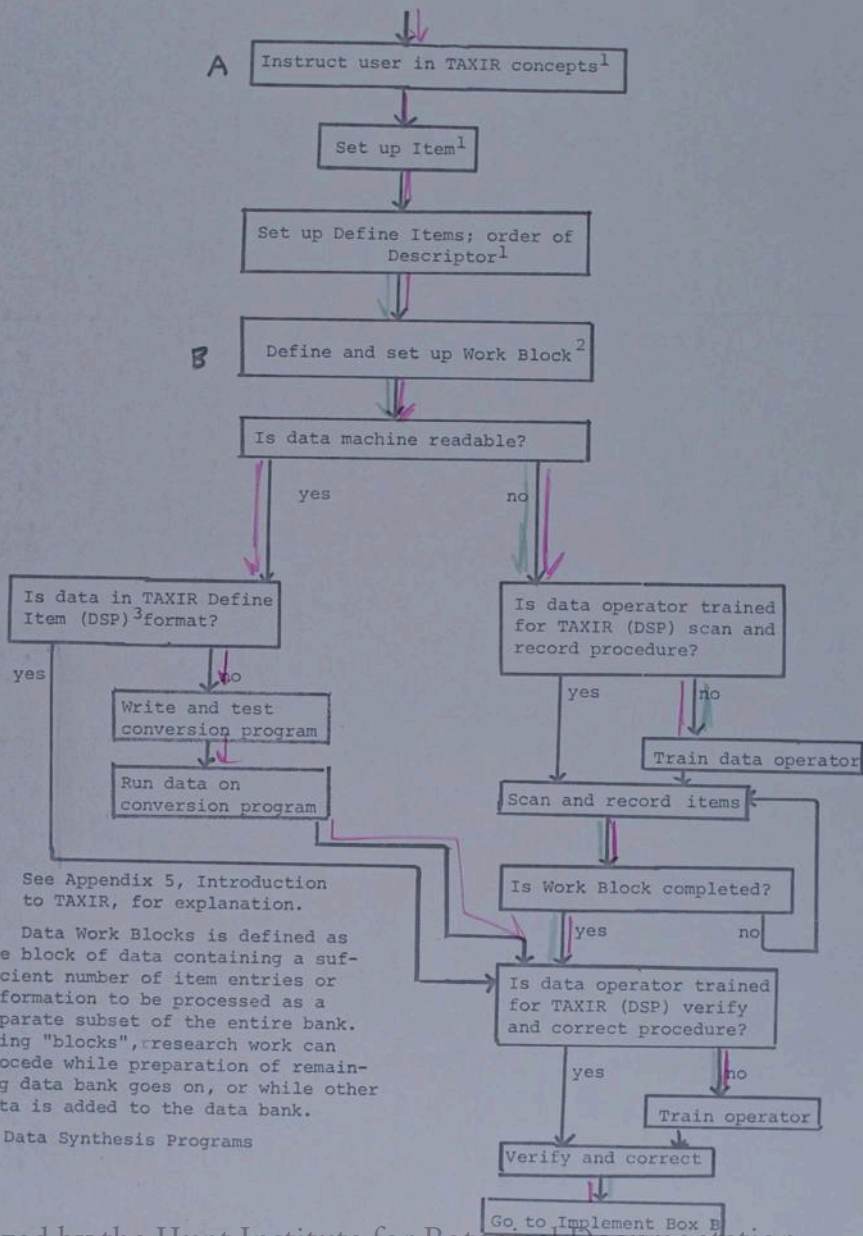 A
Instruct user in TAXIR concepts1
Set up Item1
Set up Define Items; order of
Descriptor1
B
Define and set up Work Block2
Is data machine readable?
yes
no
Is data in TAXIR Define
Item (DSP)3format?
yes
no
Write and test
conversion program
Run data on
conversion program
Is data operator trained
for TAXIR (DSP) scan and
record procedure?
yes
no
Train data operator
Scan and record items
Is Work Block completed?
yes
no
Is data operator trained
for TAXIR (DSP) verify
and correct procedure?
yes
no
Train operator
Verify and correct
Go to Implement Box B
See Appendix 5, Introduction
to TAXIR, for explanation.
Data Work Blocks is defined as
e block of data containing a suf-
cient number of item entries or
formation to be processed as a
parate subset of the entire bank.
ing "blocks", research work can
ocede while preparation of remain-
g data bank goes on, or while other
ta is added to the data bank.
Data Synthesis Programs
by the Hunt Institute for Documentation